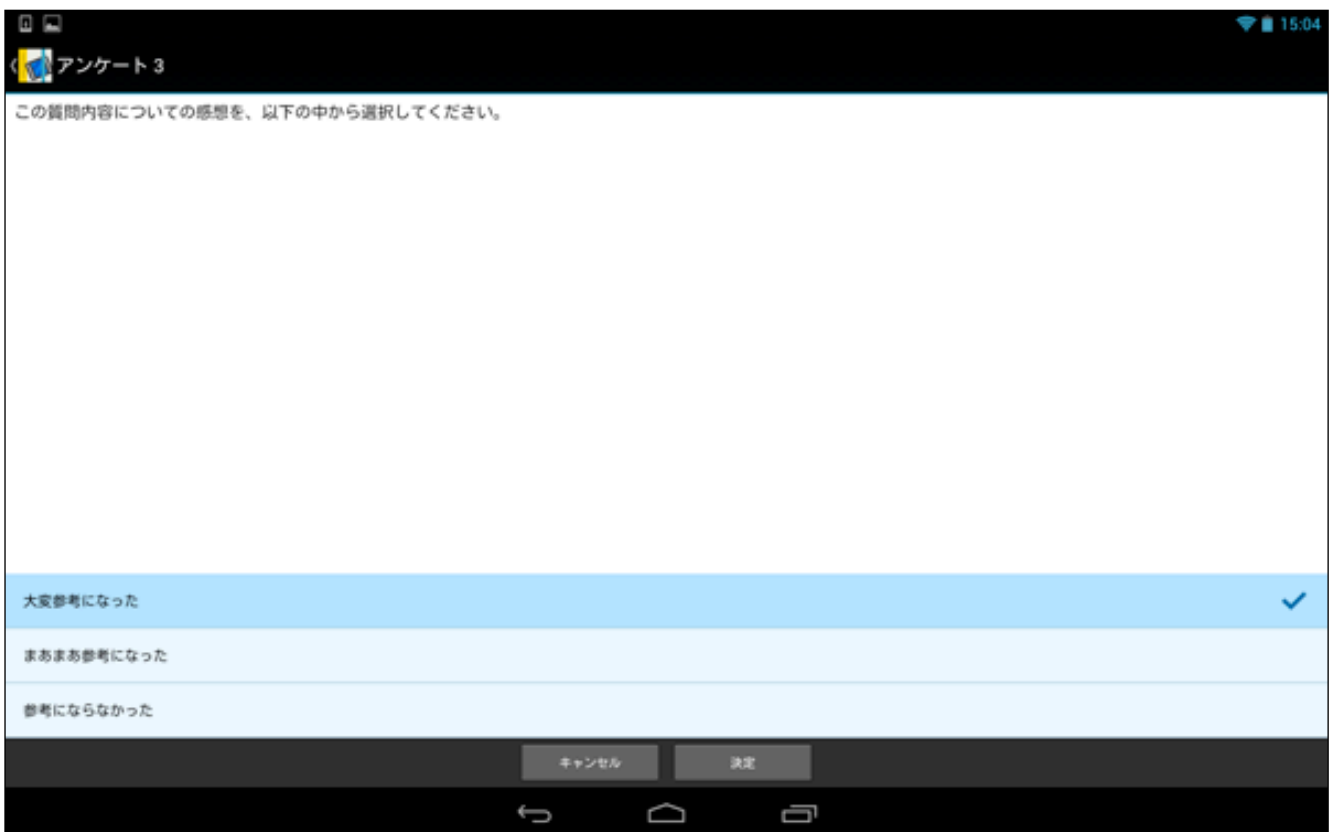 15:04
アンケート 3
この質問内容についての感想を、以下の中から選択してください。
大変参考になった
まあまあ参考になった
参考にならなかった
キャンセル
決定